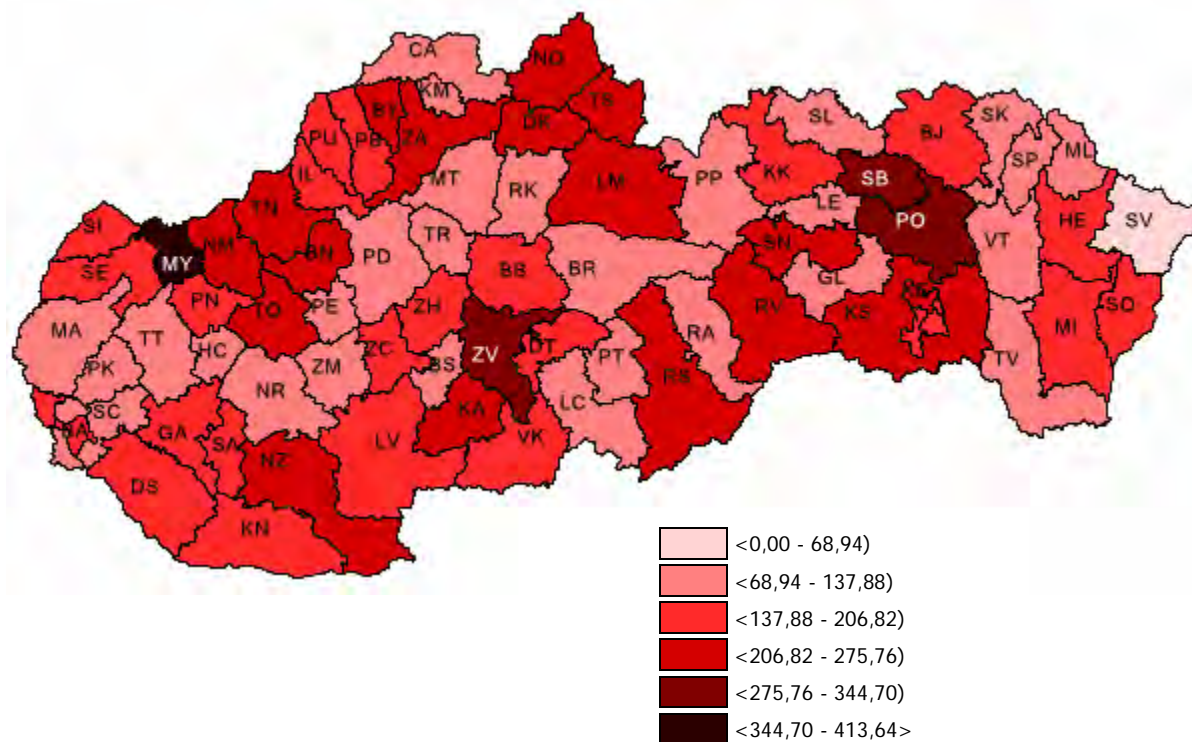 CA
NO
KM
TS
BY
PU
PB
ZA
DK
SL
BJ
SK
SP
ML
IL
MT
RK
LM
PP
KK
SB
LE
PO
HE
SV
TN
SI
NM
MY
BN
PD
TR
SN
VT
SE
BB
BR
GL
PN
TO
PE
ZH
RV
KS
SO
MA
TT
HC
ZM
ZC
BS
ZV
DT
PT
RA
RS
MI
TV
PK
NR
SC
BA
GA
SA
NZ
LV
KA
VK
LC
DS
KN
<0,00 - 68,94)
<68,94 - 137,88)
<137,88 - 206,82)
<206,82 - 275,76)
<275,76 - 344,70)
<344,70 - 413,64>